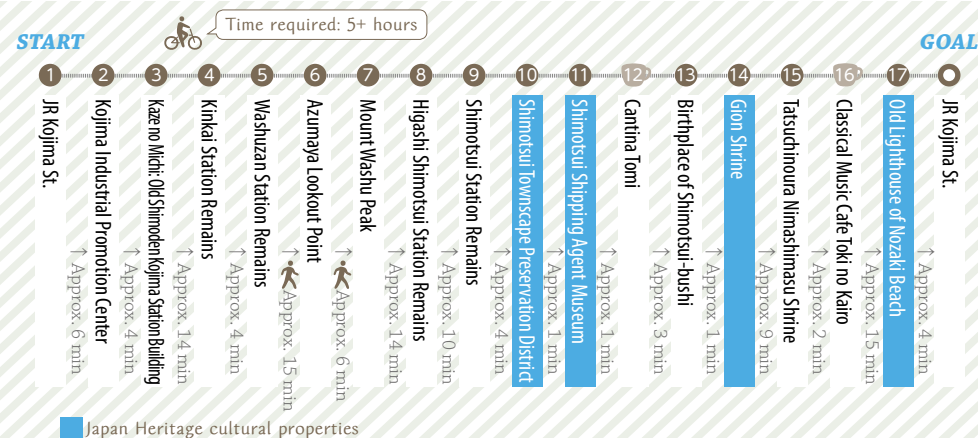 Time required: 5+ hours
START
GOAL
1
JR Kojima St.
↑ Approx. 6 min
2
Kojima Industrial Promotion Center
↑ Approx. 4 min
3
Kaze no Michi: Old Shimoden Kojima Station Building
↑ Approx. 14 min
4
Kinkai Station Remains
↑ Approx. 4 min
5
Washuzan Station Remains
↑ Approx. 15 min
6
Azumaya Lookout Point
↑ Approx. 6 min
7
Mount Washu Peak
↑ Approx. 14 min
8
Higashi Shimotsui Station Remains
↑ Approx. 10 min
9
Shimotsui Station Remains
↑ Approx. 4 min
10
Shimotsui Townscape Preservation District
↑ Approx. 1 min
11
Shimotsui Shipping Agent Museum
↑ Approx. 1 min
12
Cantina Tomi
↑ Approx. 3 min
13
Birthplace of Shimotsui-bushi
↑ Approx. 1 min
14
Gion Shrine
↑ Approx. 9 min
15
Tatsuchinoura Nimashimasu Shrine
↑ Approx. 2 min
16
Classical Music Cafe Toki no Kairo
↑ Approx. 15 min
17
Old Lighthouse of Nozaki Beach
↑ Approx. 4 min
JR Kojima St.
Japan Heritage cultural properties